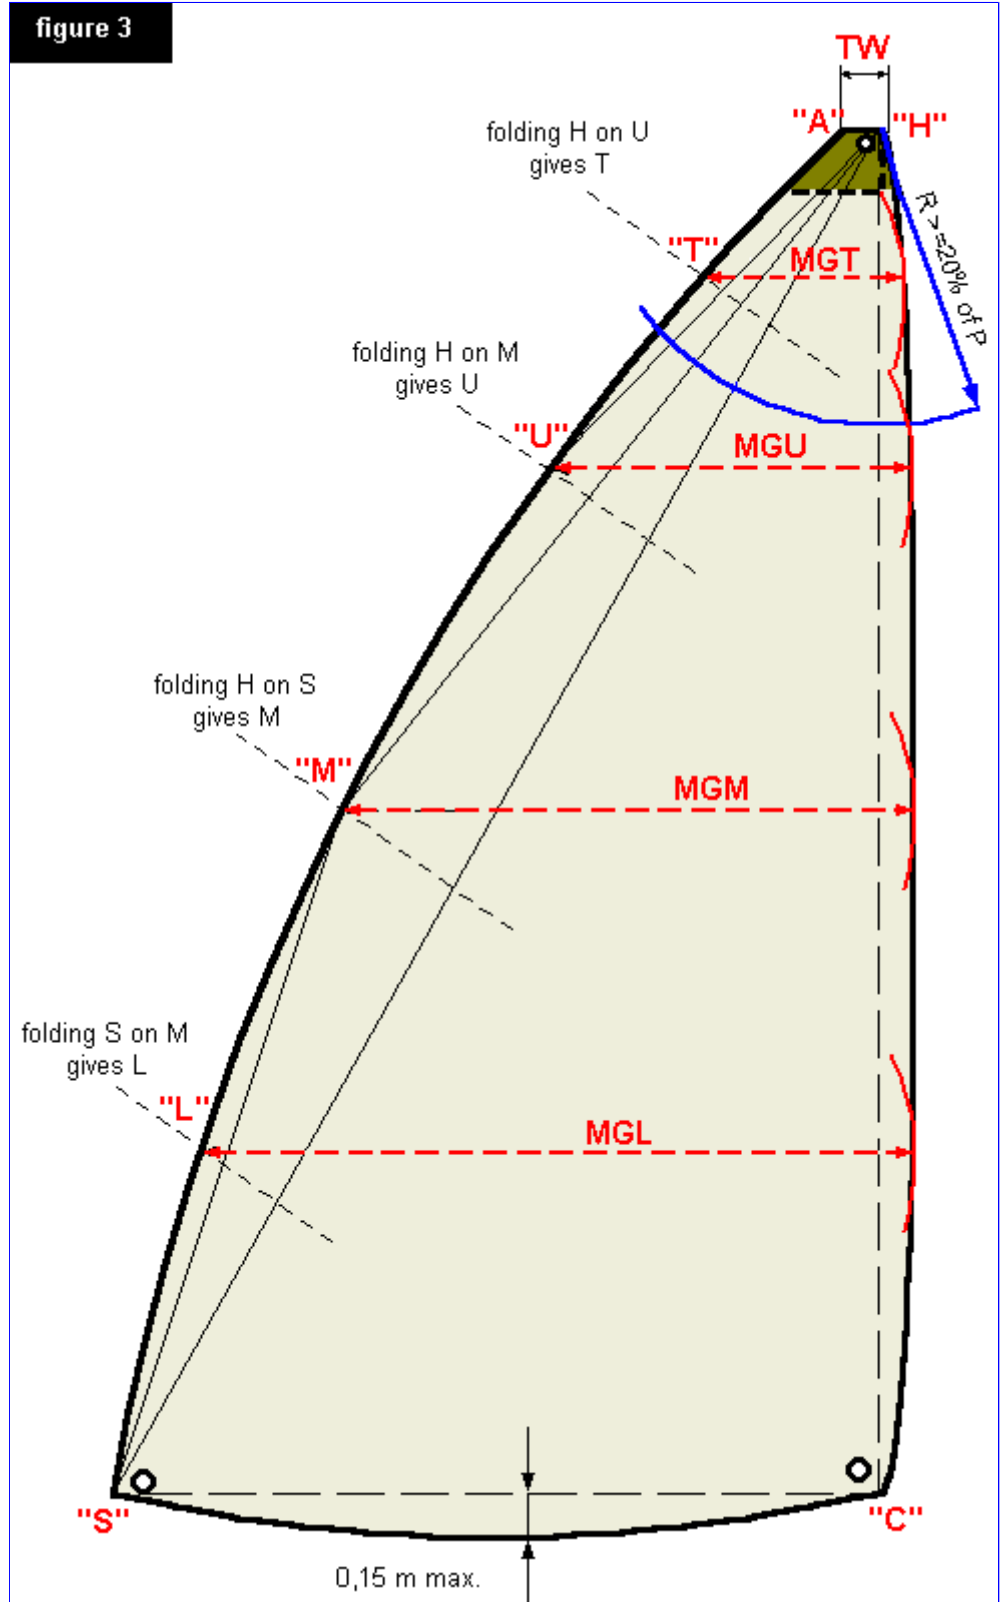 figure 3
TW
"A"
"H"
folding H on U
gives T
R >=20% of P
"T"
MGT
folding H on M
gives U
"U"
MGU
folding H on S
gives M
"M"
MGM
folding S on M
gives L
"L"
MGL
"S"
"C"
0,15 m max.